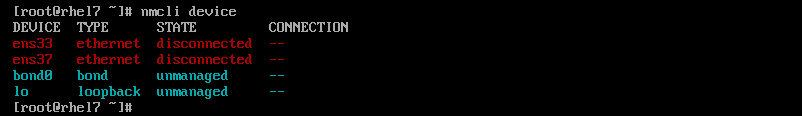 [root@rhel7 ~]# nmcli device
DEVICE  TYPE      STATE         CONNECTION
ens33   ethernet  disconnected  --
ens37   ethernet  disconnected  --
bond0   bond      unmanaged     --
lo      loopback  unmanaged     --
[root@rhel7 ~]#